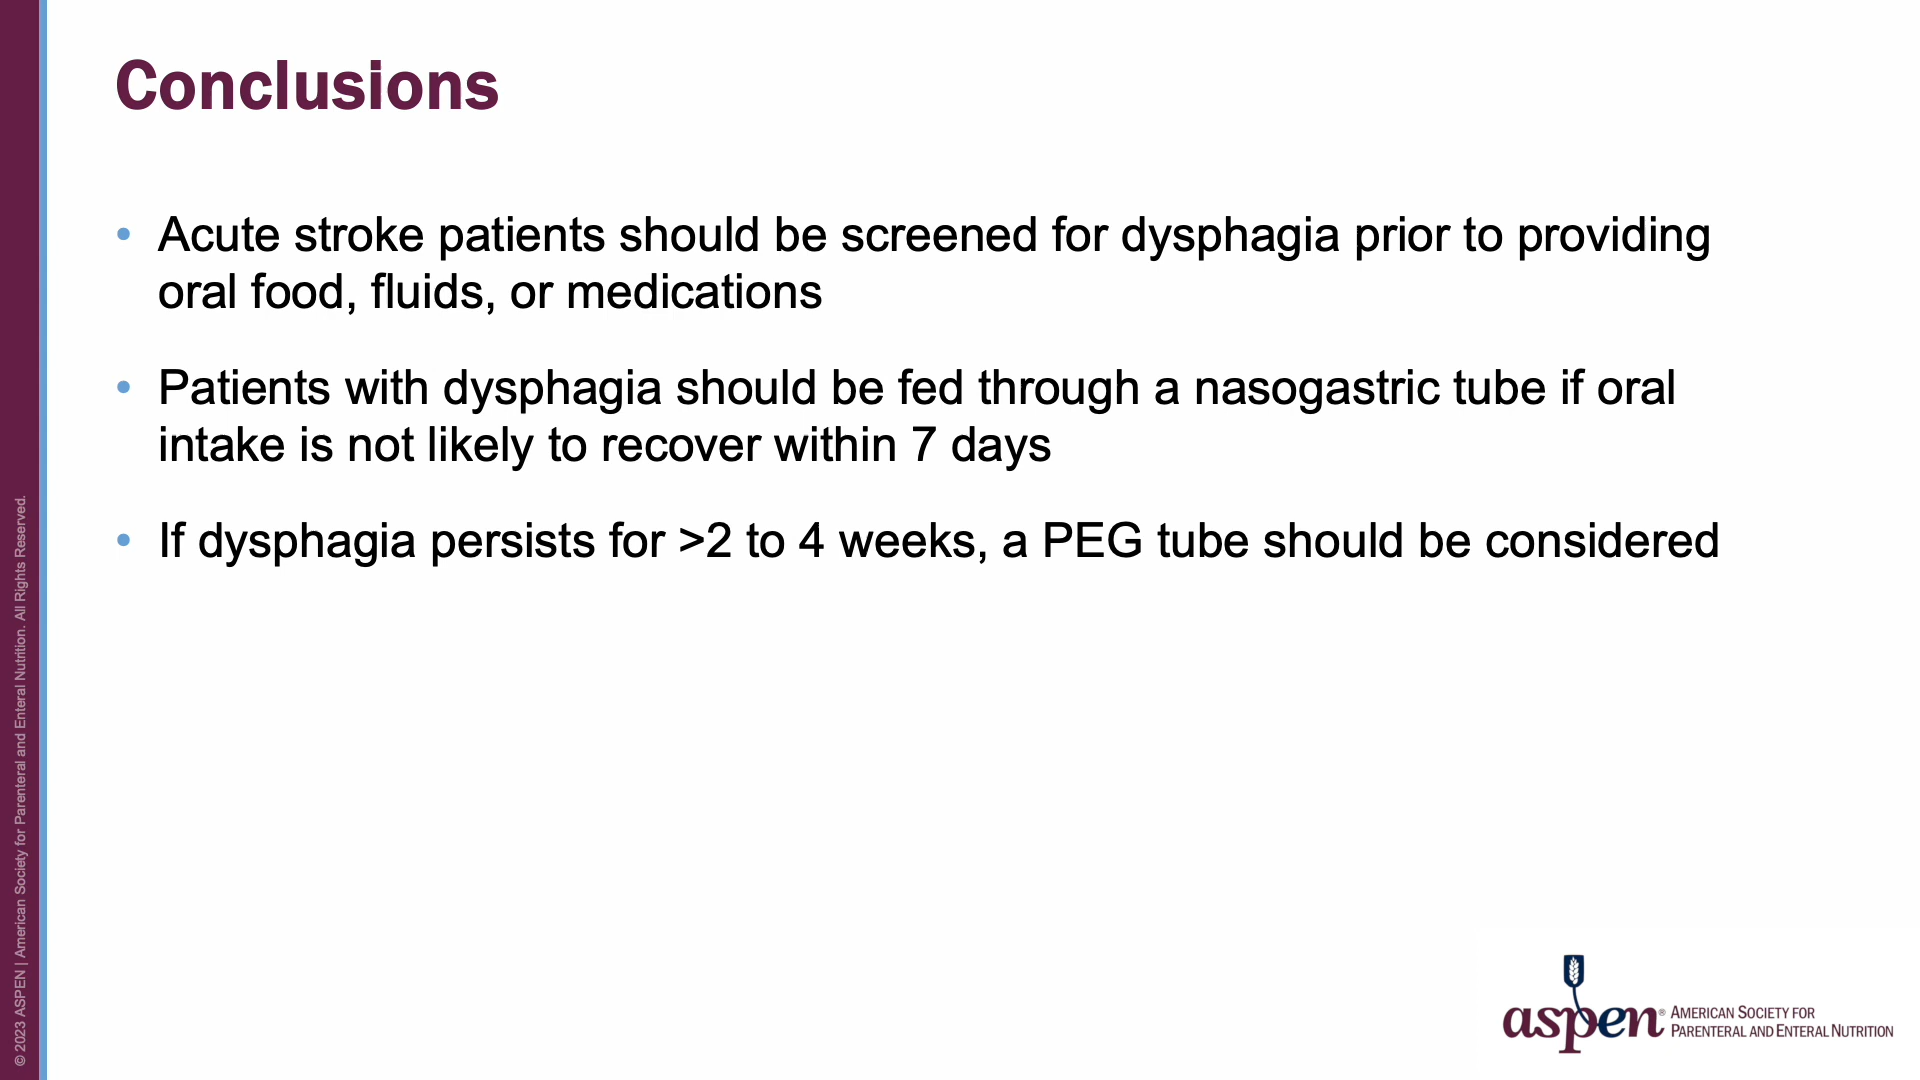 Conclusions
• Acute stroke patients should be screened for dysphagia prior to providing
oral food, fluids, or medications
• Patients with dysphagia should be fed through a nasogastric tube if oral
intake is not likely to recover within 7 days
• If dysphagia persists for >2 to 4 weeks, a PEG tube should be considered
© 2023 ASPEN | American Society for Parenteral and Enteral Nutrition. All Rights Reserved.
aspen® AMERICAN SOCIETY FOR
PARENTERAL AND ENTERAL NUTRITION